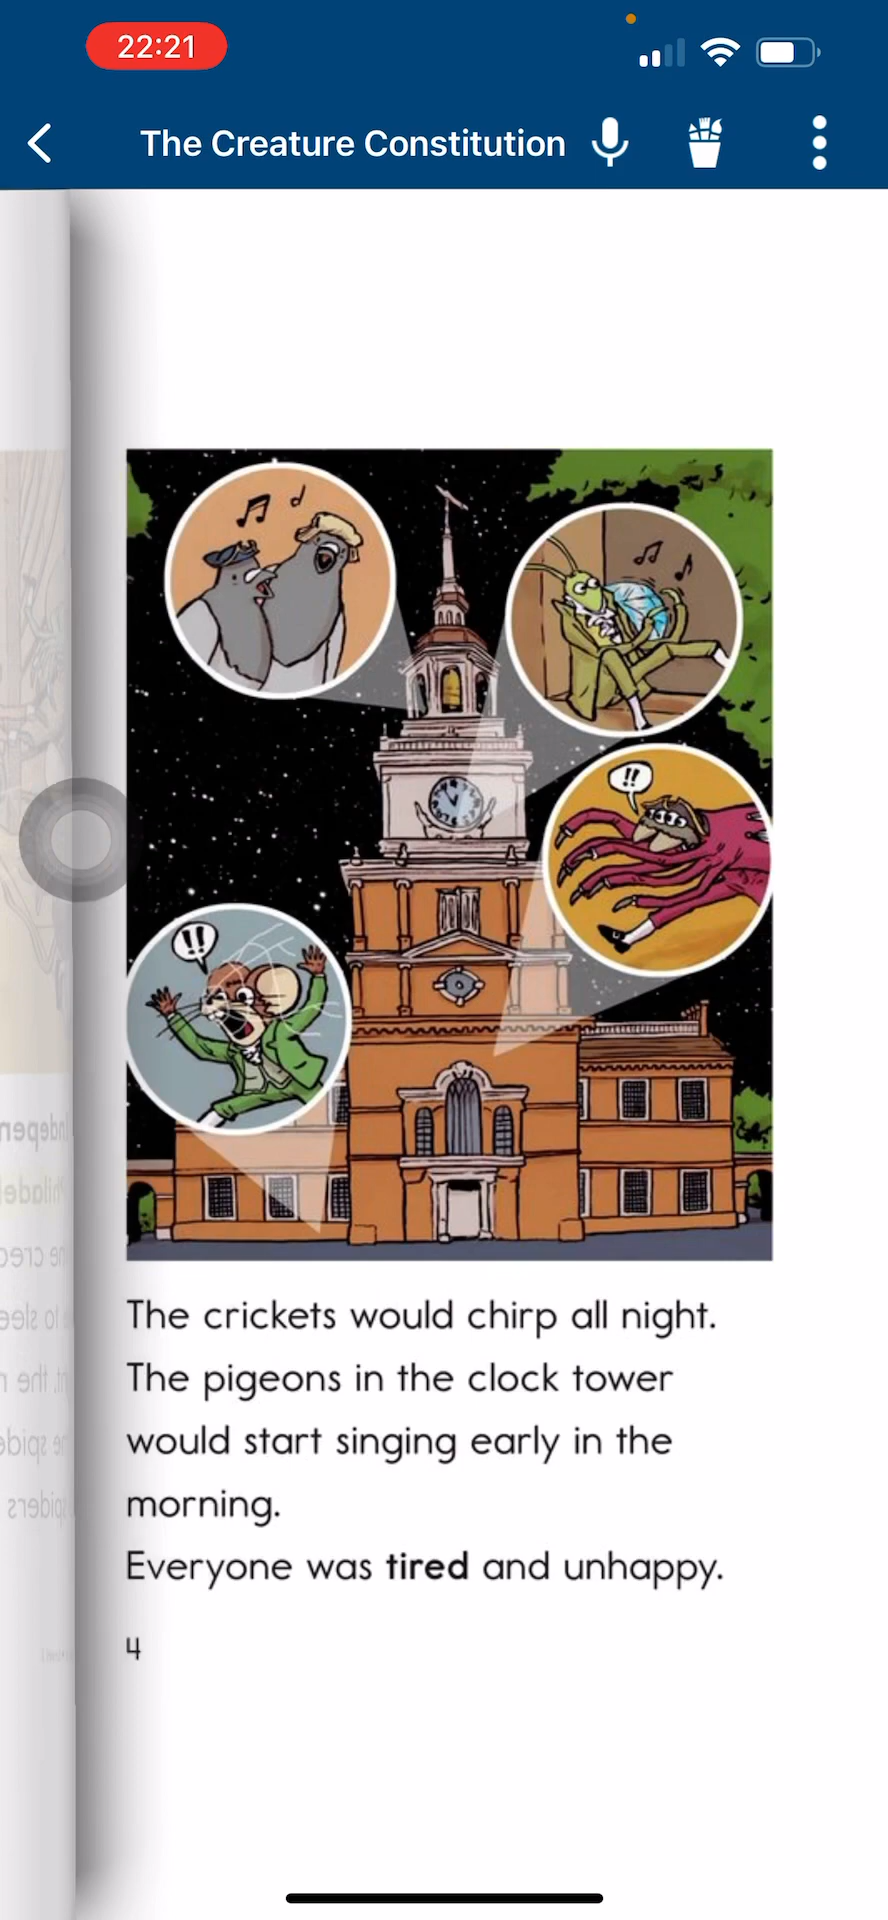 22:21
The Creature Constitution
!!
!!
The crickets would chirp all night.
The pigeons in the clock tower
would start singing early in the
morning.
Everyone was tired and unhappy.
4